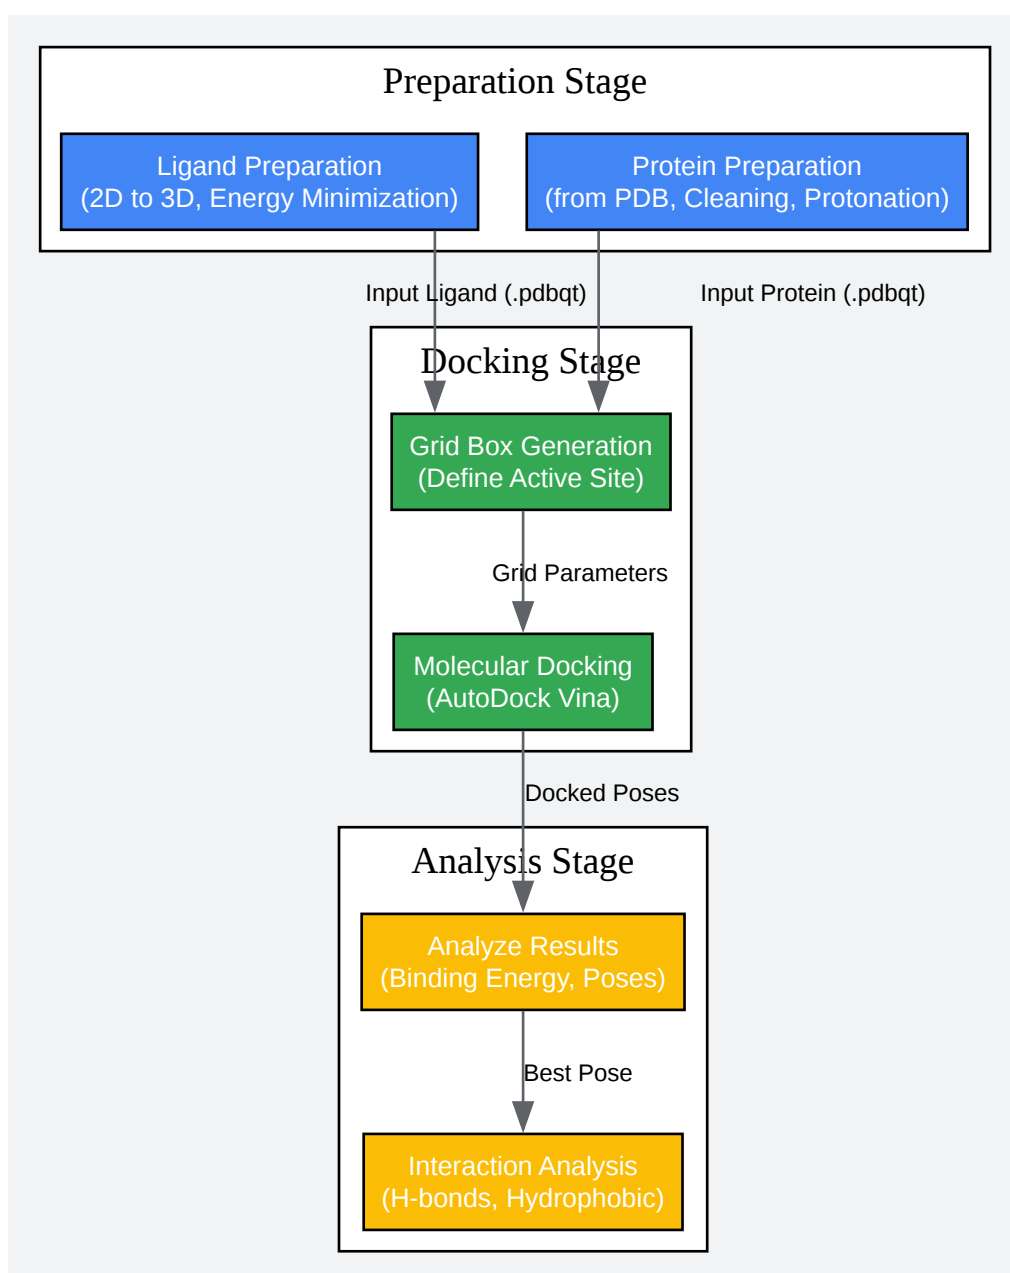 Preparation Stage
Ligand Preparation
(2D to 3D, Energy Minimization)
Protein Preparation
(from PDB, Cleaning, Protonation)
Input Ligand (.pdbqt)
Input Protein (.pdbqt)
Docking Stage
Grid Box Generation
(Define Active Site)
Grid Parameters
Molecular Docking
(AutoDock Vina)
Docked Poses
Analysis Stage
Analyze Results
(Binding Energy, Poses)
Best Pose
Interaction Analysis
(H-bonds, Hydrophobic)